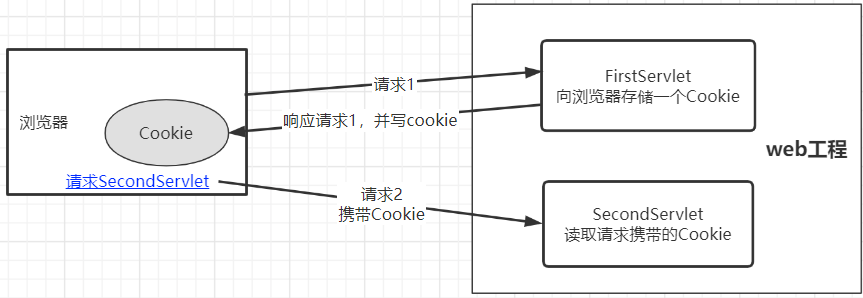 浏览器
Cookie
请求SecondServlet
请求1
响应请求1，并写cookie
请求2
携带Cookie
FirstServlet
向浏览器存储一个Cookie
web工程
SecondServlet
读取请求携带的Cookie